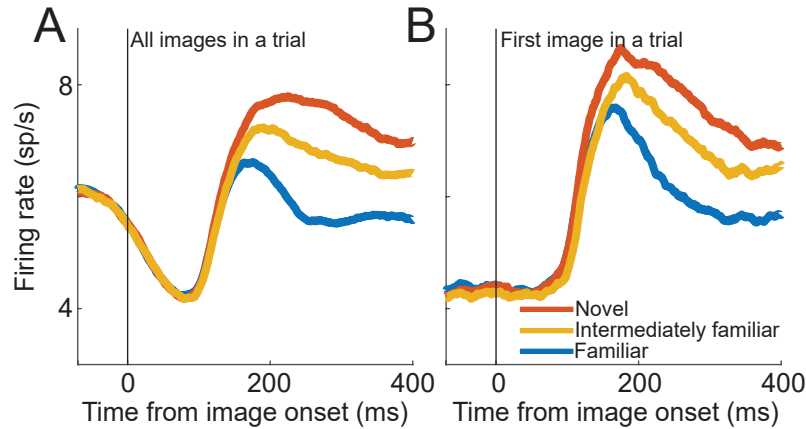 A
All images in a trial
8
4
Firing rate (sp/s)
0
200
400
Time from image onset (ms)
B
First image in a trial
Novel
Intermediately familiar
Familiar
0
200
400
Time from image onset (ms)